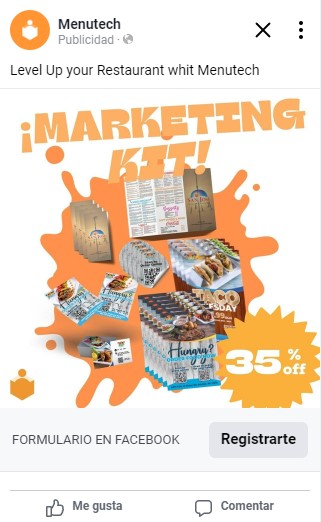 Menutech
Publicidad ·
Level Up your Restaurant whit Menutech
¡MARKETING
KIT!
TACO
Hungry?
35 %
off
FORMULARIO EN FACEBOOK
Registrarte
Me gusta
Comentar